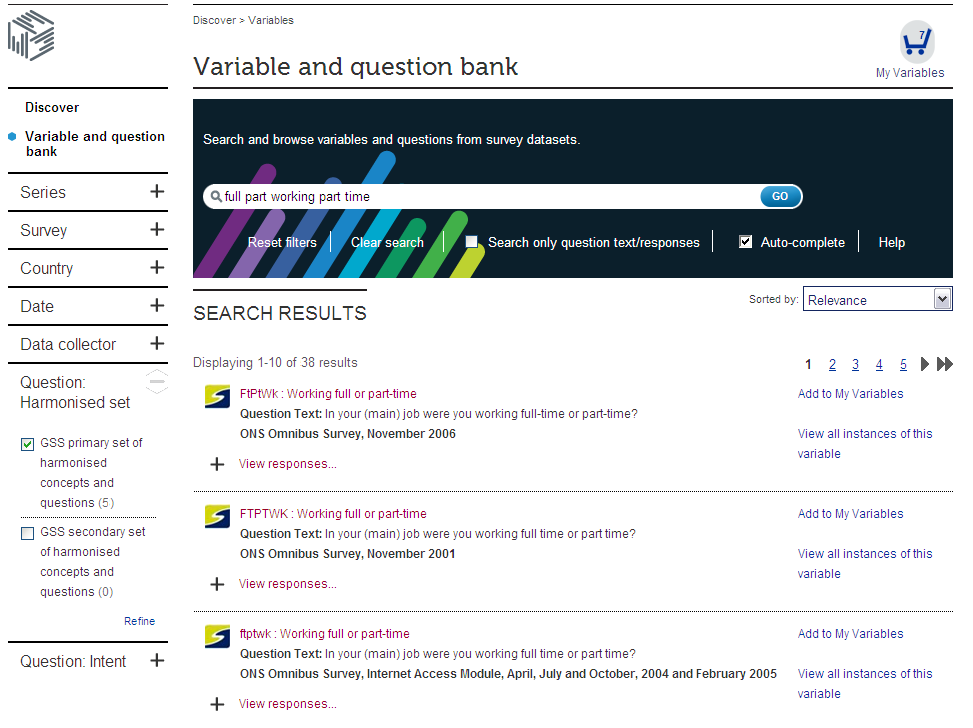 Discover > Variables
Variable and question bank
7
My Variables
Discover
Variable and question
bank
Series
Survey
Country
Date
Data collector
Question:
Harmonised set
GSS primary set of
harmonised
concepts and
questions (5)
GSS secondary set
of harmonised
concepts and
questions (0)
Refine
Question: Intent
Search and browse variables and questions from survey datasets.
full part working part time
GO
Reset filters
Clear search
Search only question text/responses
Auto-complete
Help
Sorted by: Relevance
SEARCH RESULTS
Displaying 1-10 of 38 results
1 2 3 4 5
FtPtWk : Working full or part-time
Question Text: In your (main) job were you working full-time or part-time?
ONS Omnibus Survey, November 2006
View responses...
Add to My Variables
View all instances of this
variable
FTPTWK : Working full or part-time
Question Text: In your (main) job were you working full time or part time?
ONS Omnibus Survey, November 2001
View responses...
Add to My Variables
View all instances of this
variable
ftptwk : Working full or part-time
Question Text: In your (main) job were you working full time or part time?
ONS Omnibus Survey, Internet Access Module, April, July and October, 2004 and February 2005
View responses...
Add to My Variables
View all instances of this
variable